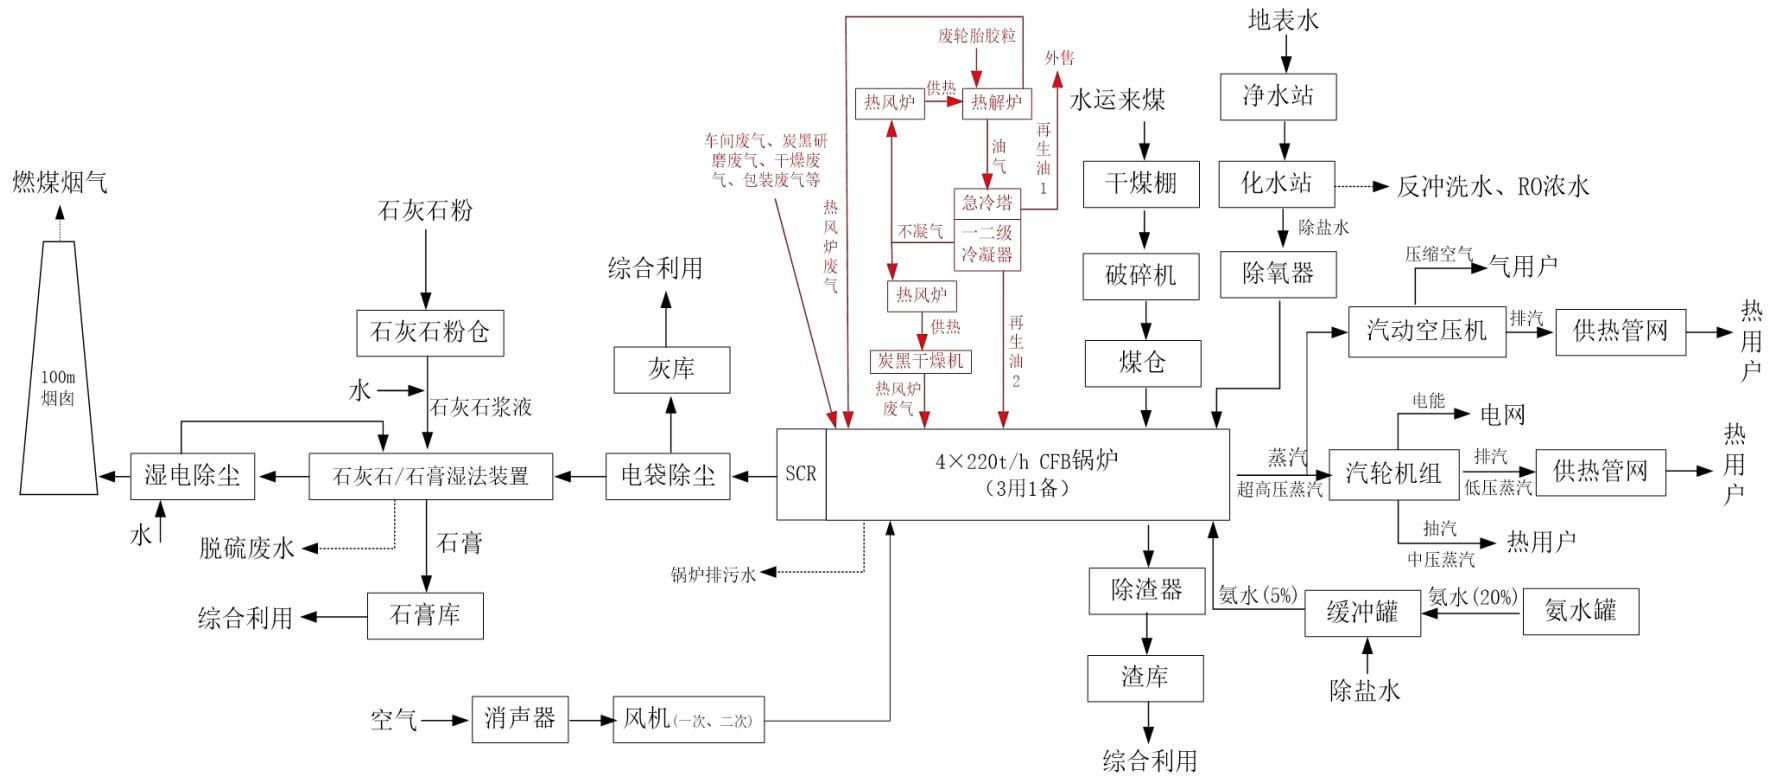 地表水
净水站
化水站
反冲洗水、RO浓水
除盐水
除氧器
水运来煤
干煤棚
破碎机
煤仓
废轮胎胶粒
外售
热风炉
供热
热解炉
油气
再生油1
急冷塔
一二级
冷凝器
不凝气
热风炉
供热
炭黑干燥机
热风炉
废气
再生油2
热风炉废气
车间废气、炭黑研
磨废气、干燥废
气、包装废气等
燃煤烟气
100m
烟囱
石灰石粉
石灰石粉仓
水
石灰石浆液
综合利用
灰库
湿电除尘
水
石灰石/石膏湿法装置
脱硫废水
石膏
石膏库
综合利用
电袋除尘
SCR
4×220t/h CFB锅炉
（3用1备）
锅炉排污水
空气
消声器
风机(一次、二次)
除渣器
渣库
综合利用
蒸汽
超高压蒸汽
压缩空气
气用户
汽动空压机
排汽
供热管网
热用户
电能
电网
汽轮机组
排汽
低压蒸汽
供热管网
热用户
抽汽
中压蒸汽
热用户
氨水(5%)
缓冲罐
氨水(20%)
氨水罐
除盐水